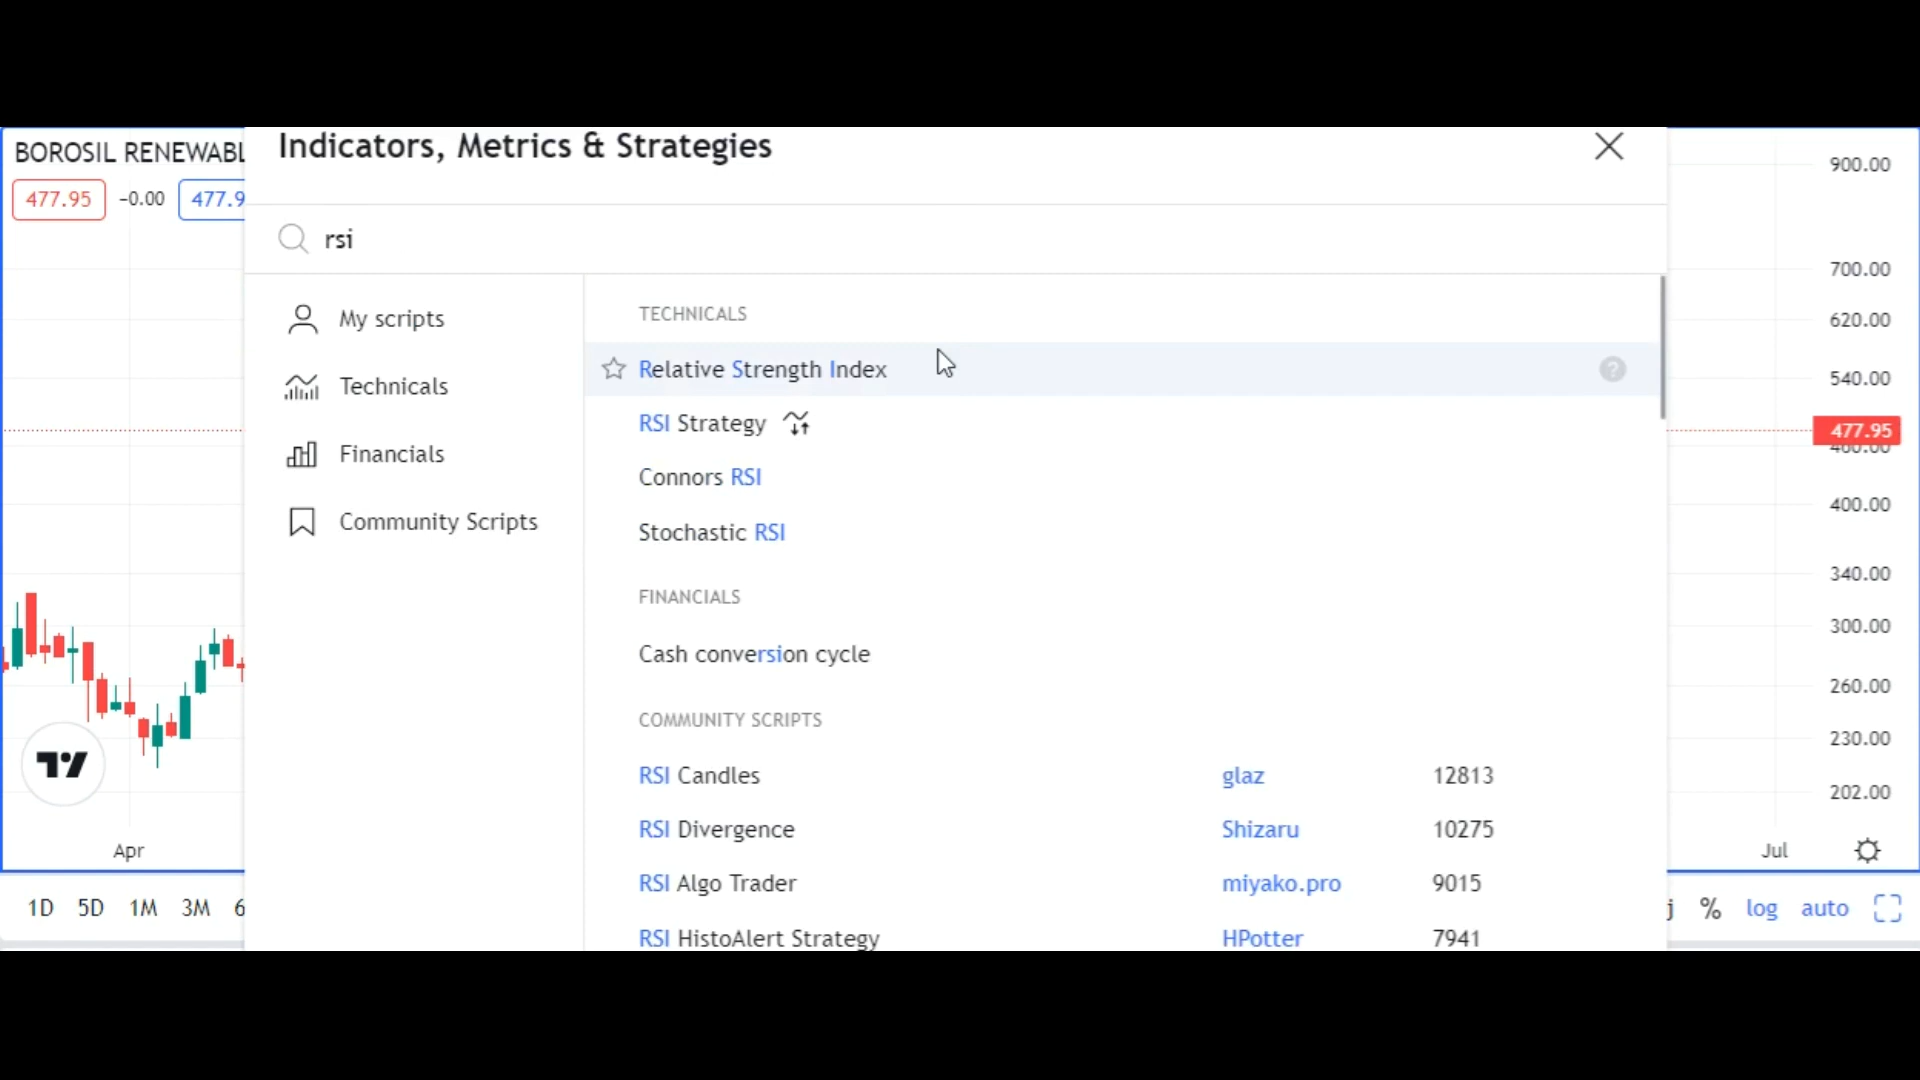 Indicators, Metrics & Strategies
BOROSIL RENEWABL
477.95 −0.00 477.9
rsi
My scripts
Technicals
Financials
Community Scripts
TECHNICALS
Relative Strength Index
RSI Strategy
Connors RSI
Stochastic RSI
FINANCIALS
Cash conversion cycle
COMMUNITY SCRIPTS
RSI Candles glaz 12813
RSI Divergence Shizaru 10275
RSI Algo Trader miyako.pro 9015
RSI HistoAlert Strategy HPotter 7941
900.00
700.00
620.00
540.00
477.95
460.00
400.00
340.00
300.00
260.00
230.00
202.00
Apr
Jul
1D 5D 1M 3M 6
j % log auto